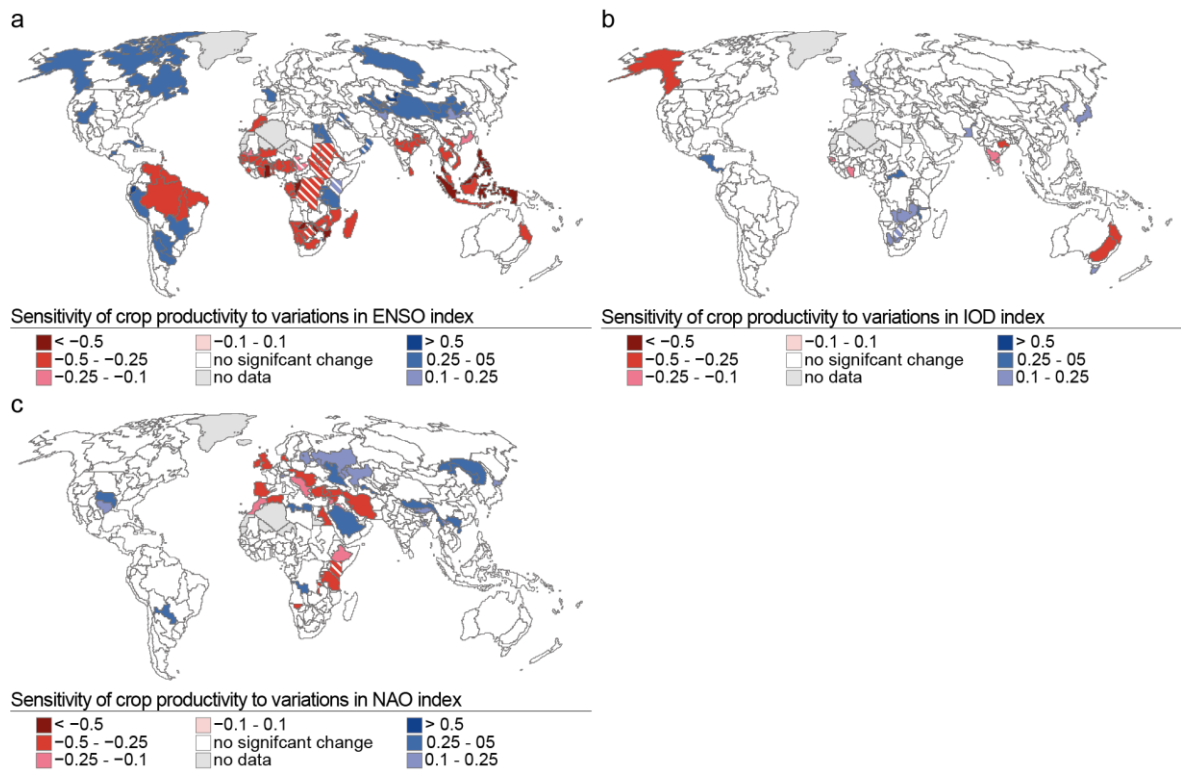 a
b
Sensitivity of crop productivity to variations in ENSO index
< −0.5
−0.5 - −0.25
−0.25 - −0.1
−0.1 - 0.1
no signifcant change
no data
> 0.5
0.25 - 05
0.1 - 0.25
Sensitivity of crop productivity to variations in IOD index
< −0.5
−0.5 - −0.25
−0.25 - −0.1
−0.1 - 0.1
no signifcant change
no data
> 0.5
0.25 - 05
0.1 - 0.25
c
Sensitivity of crop productivity to variations in NAO index
< −0.5
−0.5 - −0.25
−0.25 - −0.1
−0.1 - 0.1
no signifcant change
no data
> 0.5
0.25 - 05
0.1 - 0.25